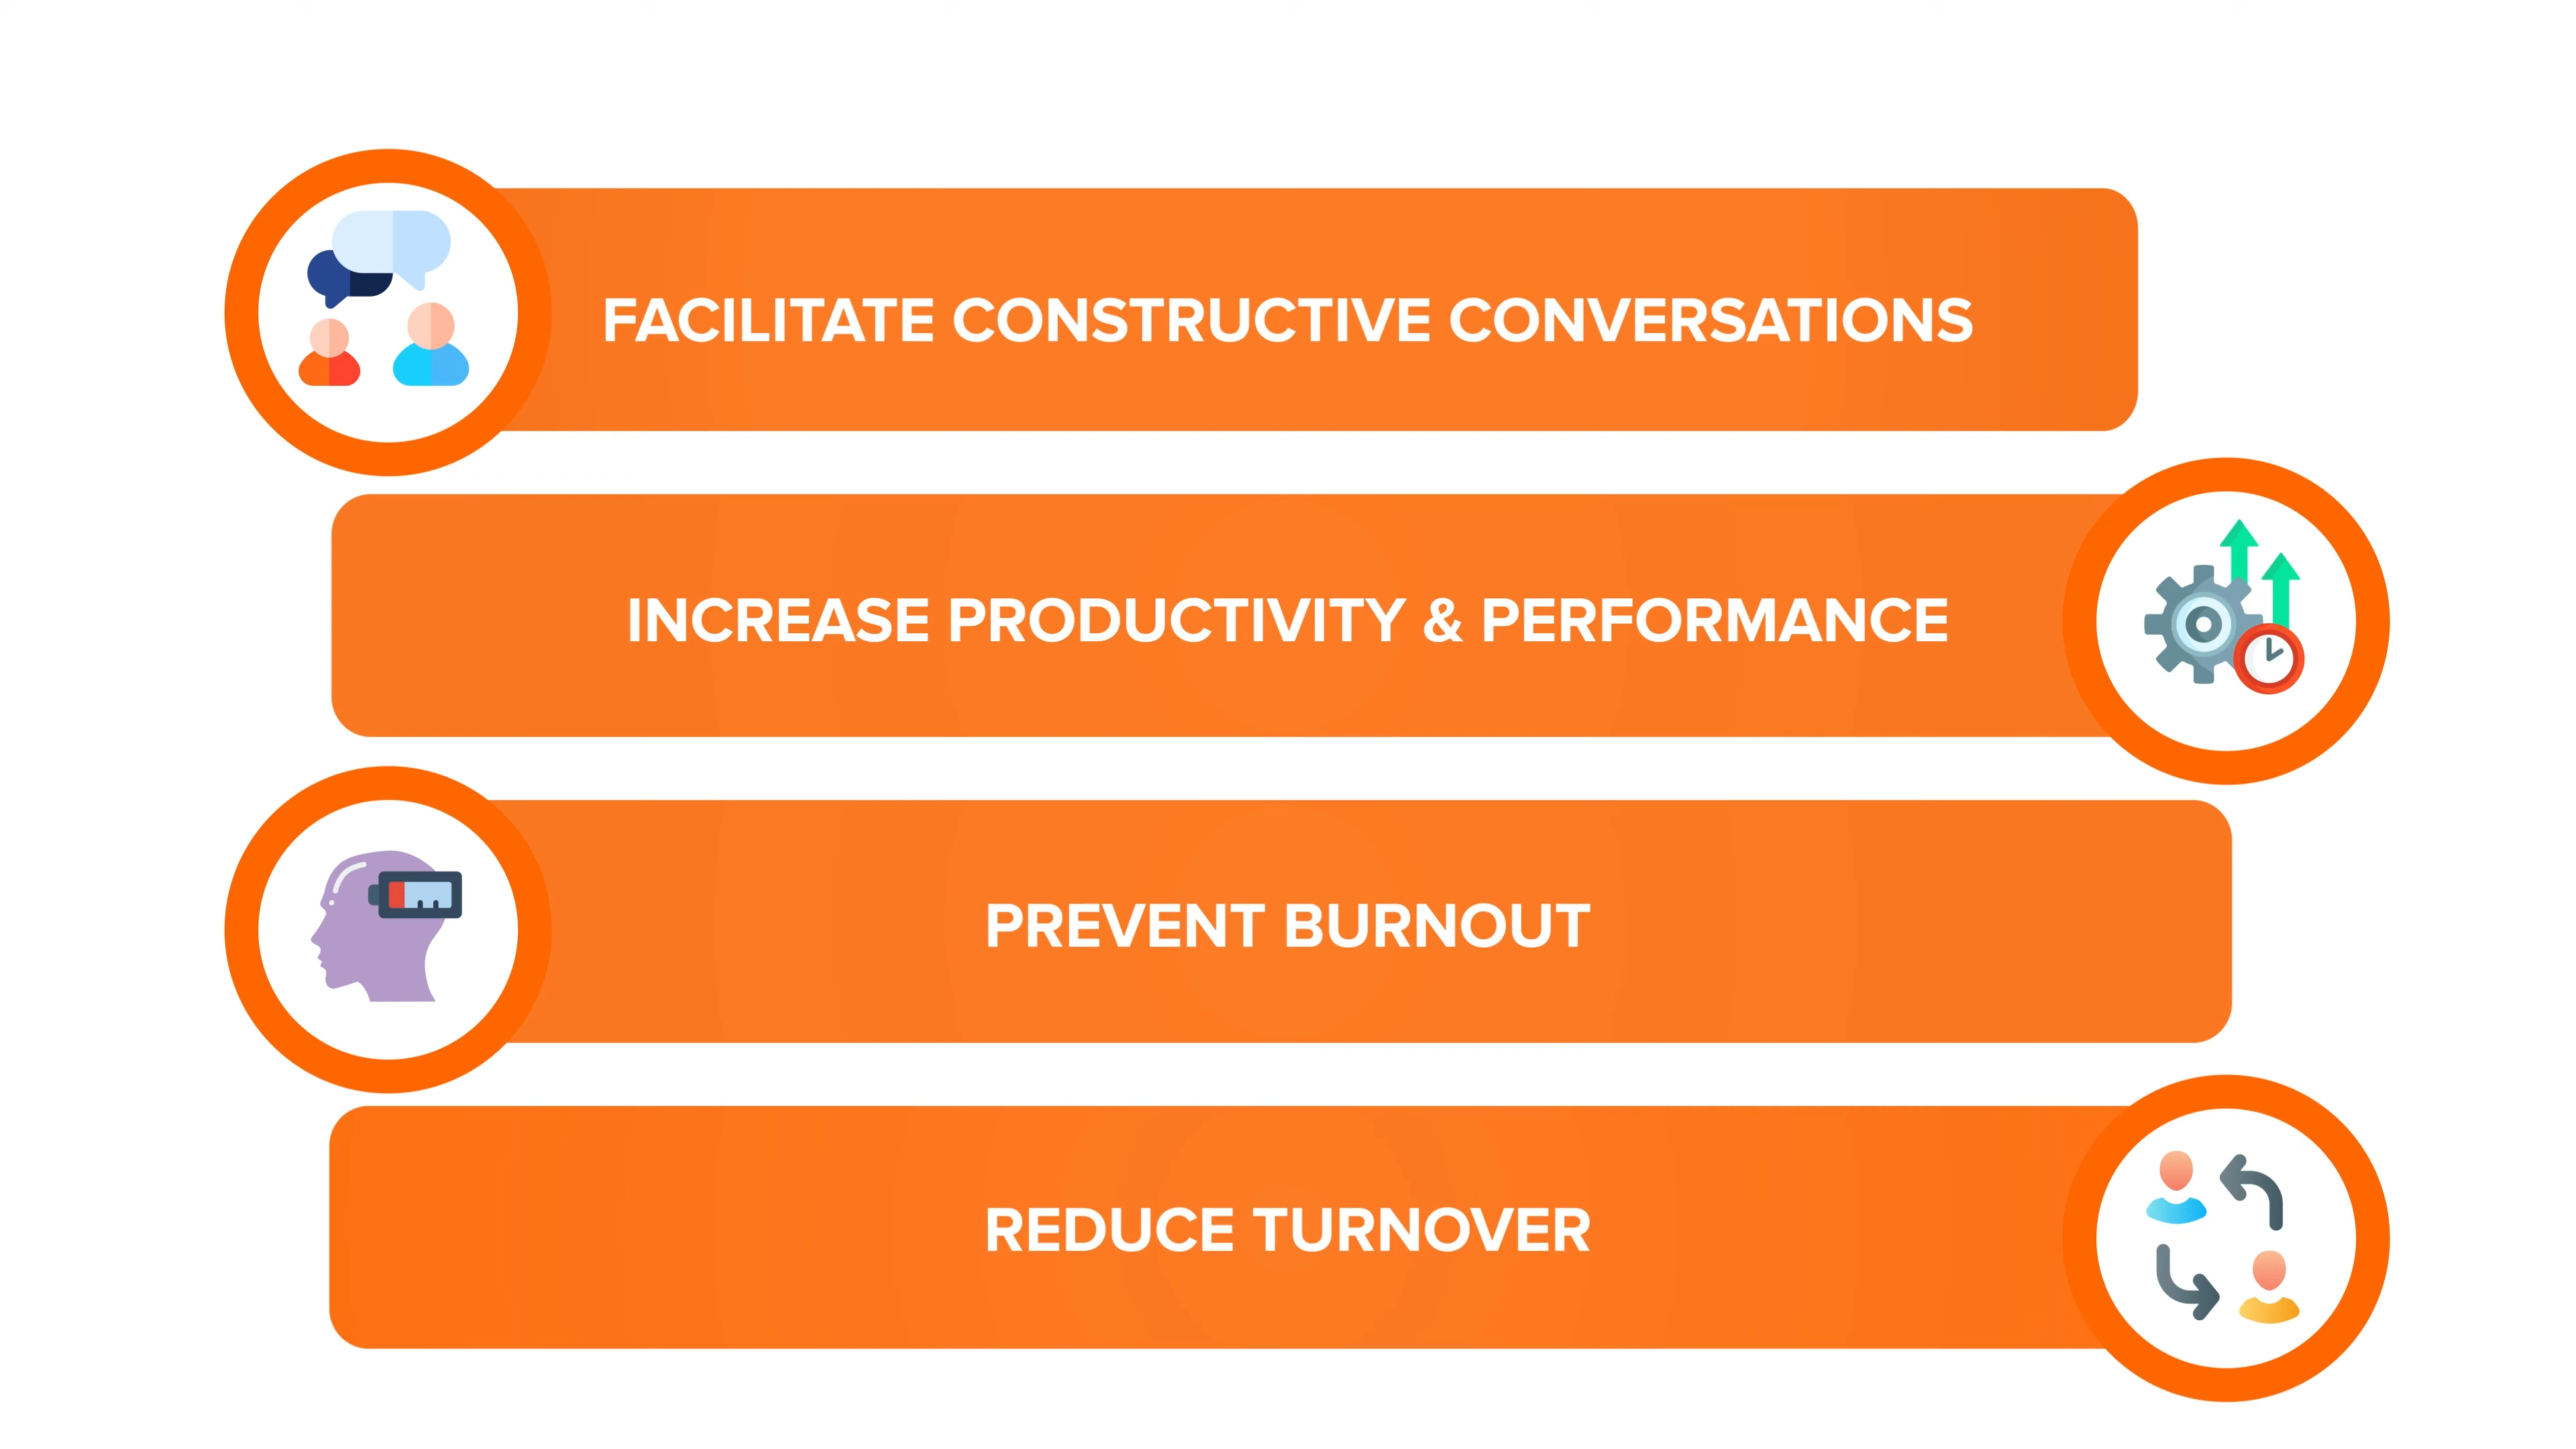 FACILITATE CONSTRUCTIVE CONVERSATIONS
INCREASE PRODUCTIVITY & PERFORMANCE
PREVENT BURNOUT
REDUCE TURNOVER